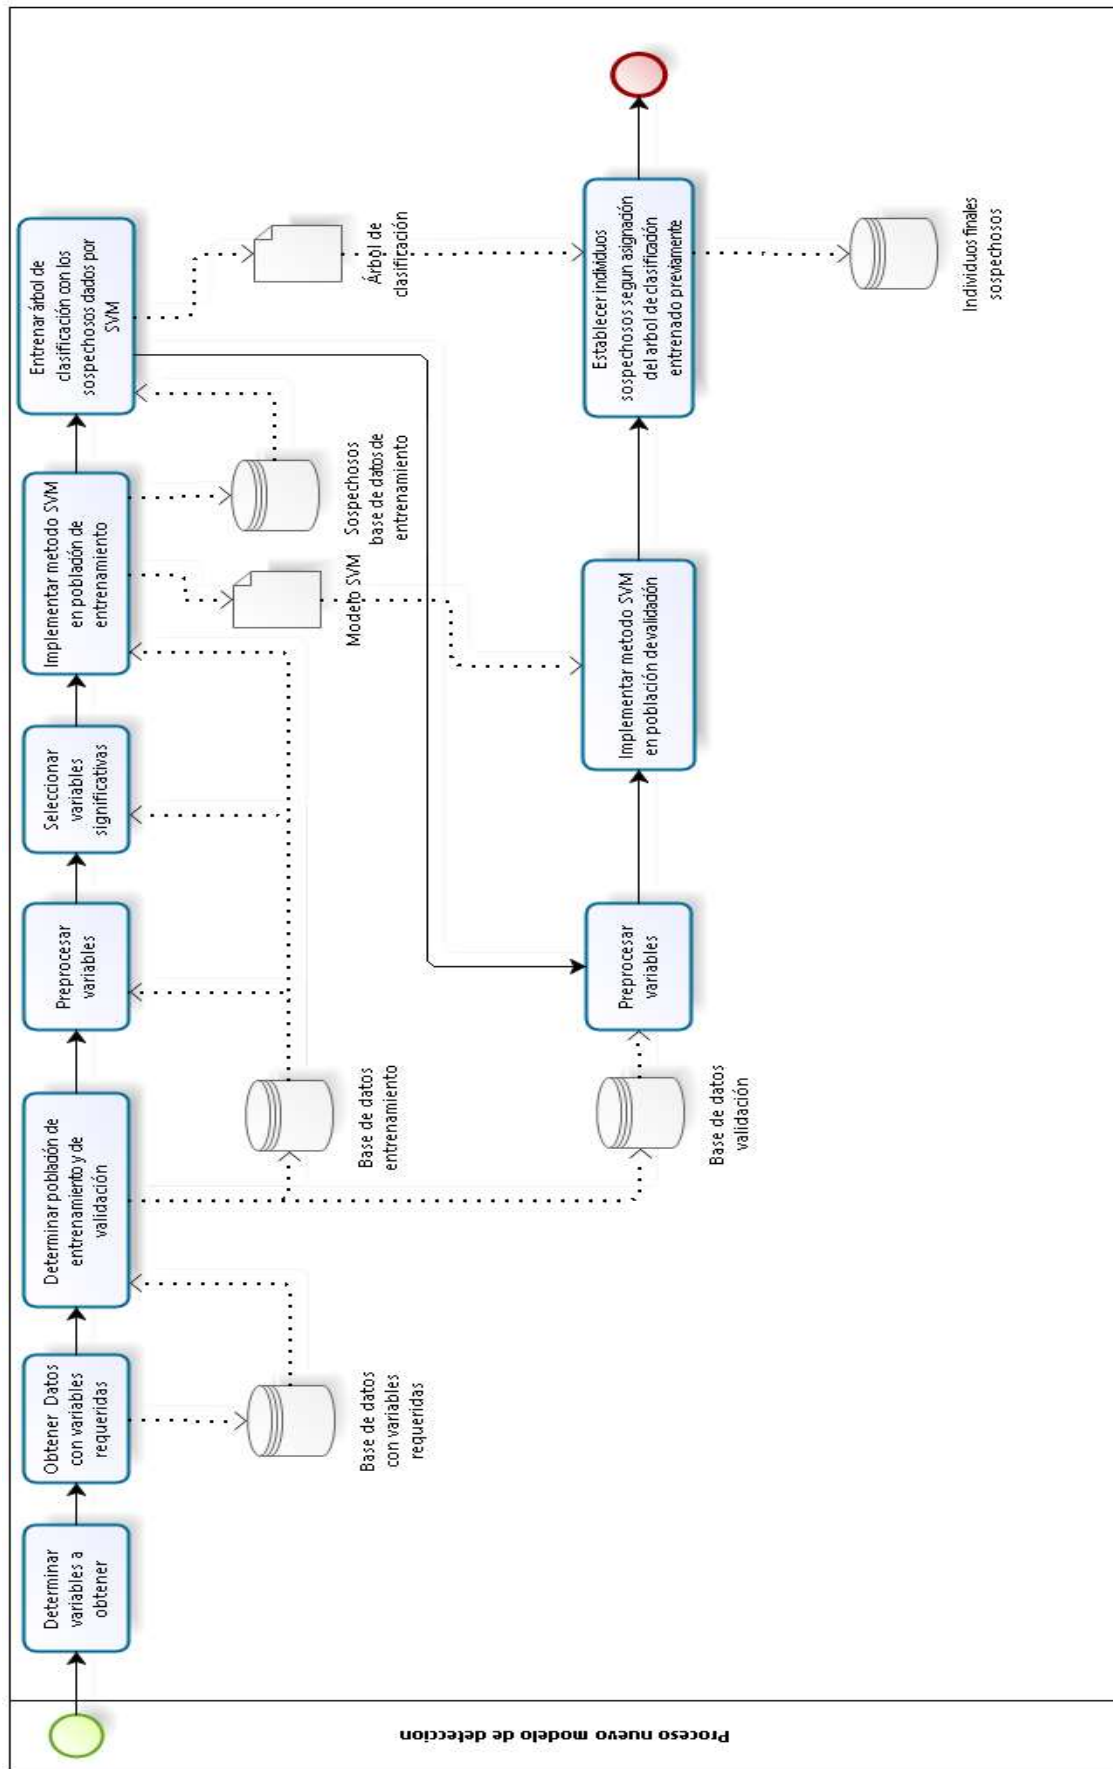 Proceso nuevo modelo de deteccion
Determinar
variables a
obtener
Obtener Datos
con variables
requeridas
Determinar población de
entrenamiento y de
validación
Preprocesar
variables
Seleccionar
variables
significativas
Implementar metodo SVM
en población de
entrenamiento
Entrenar árbol de
clasificación con los
sospechosos dados por
SVM
Base de datos
con variables
requeridas
Base de datos
entrenamiento
Modelo SVM
Sospechosos
base de datos de
entrenamiento
Árbol de
clasificación
Preprocesar
variables
Implementar metodo SVM
en población de validación
Establecer individuos
sospechosos segun asignación
del arbol de clasificación
entrenado previamente
Base de datos
validación
Individuos finales
sospechosos